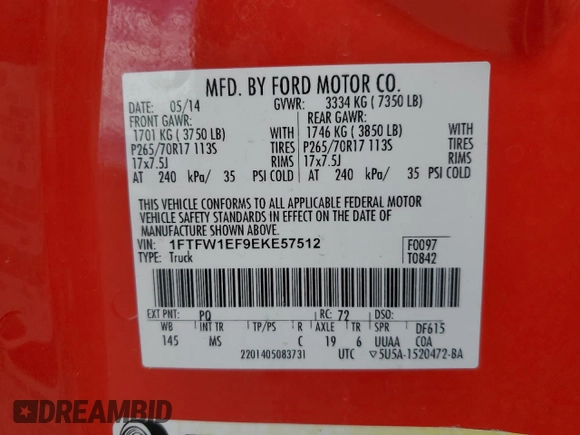 MFD. BY FORD MOTOR CO.
DATE: 05/14 GVWR: 3334 KG ( 7350 LB)
FRONT GAWR: REAR GAWR:
1701 KG ( 3750 LB) 1746 KG ( 3850 LB)
P265/70R17 113S TIRES P265/70R17 113S TIRES
17x7.5J RIMS 17x7.5J RIMS
AT 240 kPa/ 35 PSI COLD AT 240 kPa/ 35 PSI COLD
THIS VEHICLE CONFORMS TO ALL APPLICABLE FEDERAL MOTOR
VEHICLE SAFETY STANDARDS IN EFFECT ON THE DATE OF
MANUFACTURE SHOWN ABOVE.
VIN: 1FTFW1EF9EKE57512 F0097
TYPE: Truck T0842
EXT PNT: PQ RC: 72 DSO:
WB INT TR TP/PS R AXLE TR SPR DF615
145 MS C 19 6 UUAA COA
2201405083731 UTC 5U5A-1520472-BA
DREAMBID